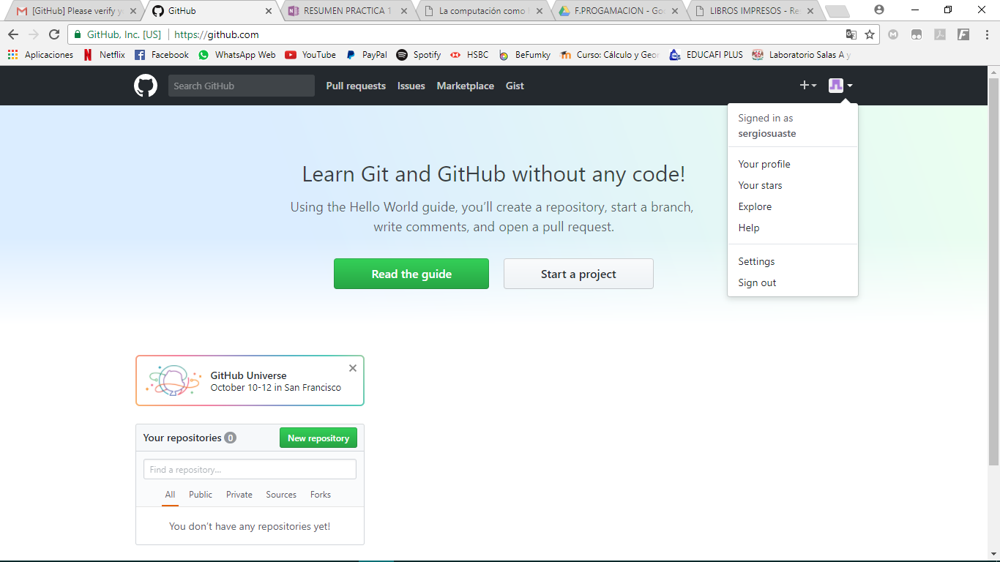 [GitHub] Please verify y
GitHub
RESUMEN PRACTICA 1
La computación como
F.PROGAMACION - Goo
LIBROS IMPRESOS - Re
GitHub, Inc. [US]
https://github.com
Aplicaciones
Netflix
Facebook
WhatsApp Web
YouTube
PayPal
Spotify
HSBC
BeFumky
Curso: Cálculo y Geor
EDUCAFI PLUS
Laboratorio Salas A y
Search GitHub
Pull requests
Issues
Marketplace
Gist
Signed in as
sergiosuaste
Your profile
Your stars
Explore
Help
Settings
Sign out
Learn Git and GitHub without any code!
Using the Hello World guide, you’ll create a repository, start a branch,
write comments, and open a pull request.
Read the guide
Start a project
GitHub Universe
October 10-12 in San Francisco
Your repositories 0
New repository
Find a repository...
All
Public
Private
Sources
Forks
You don’t have any repositories yet!